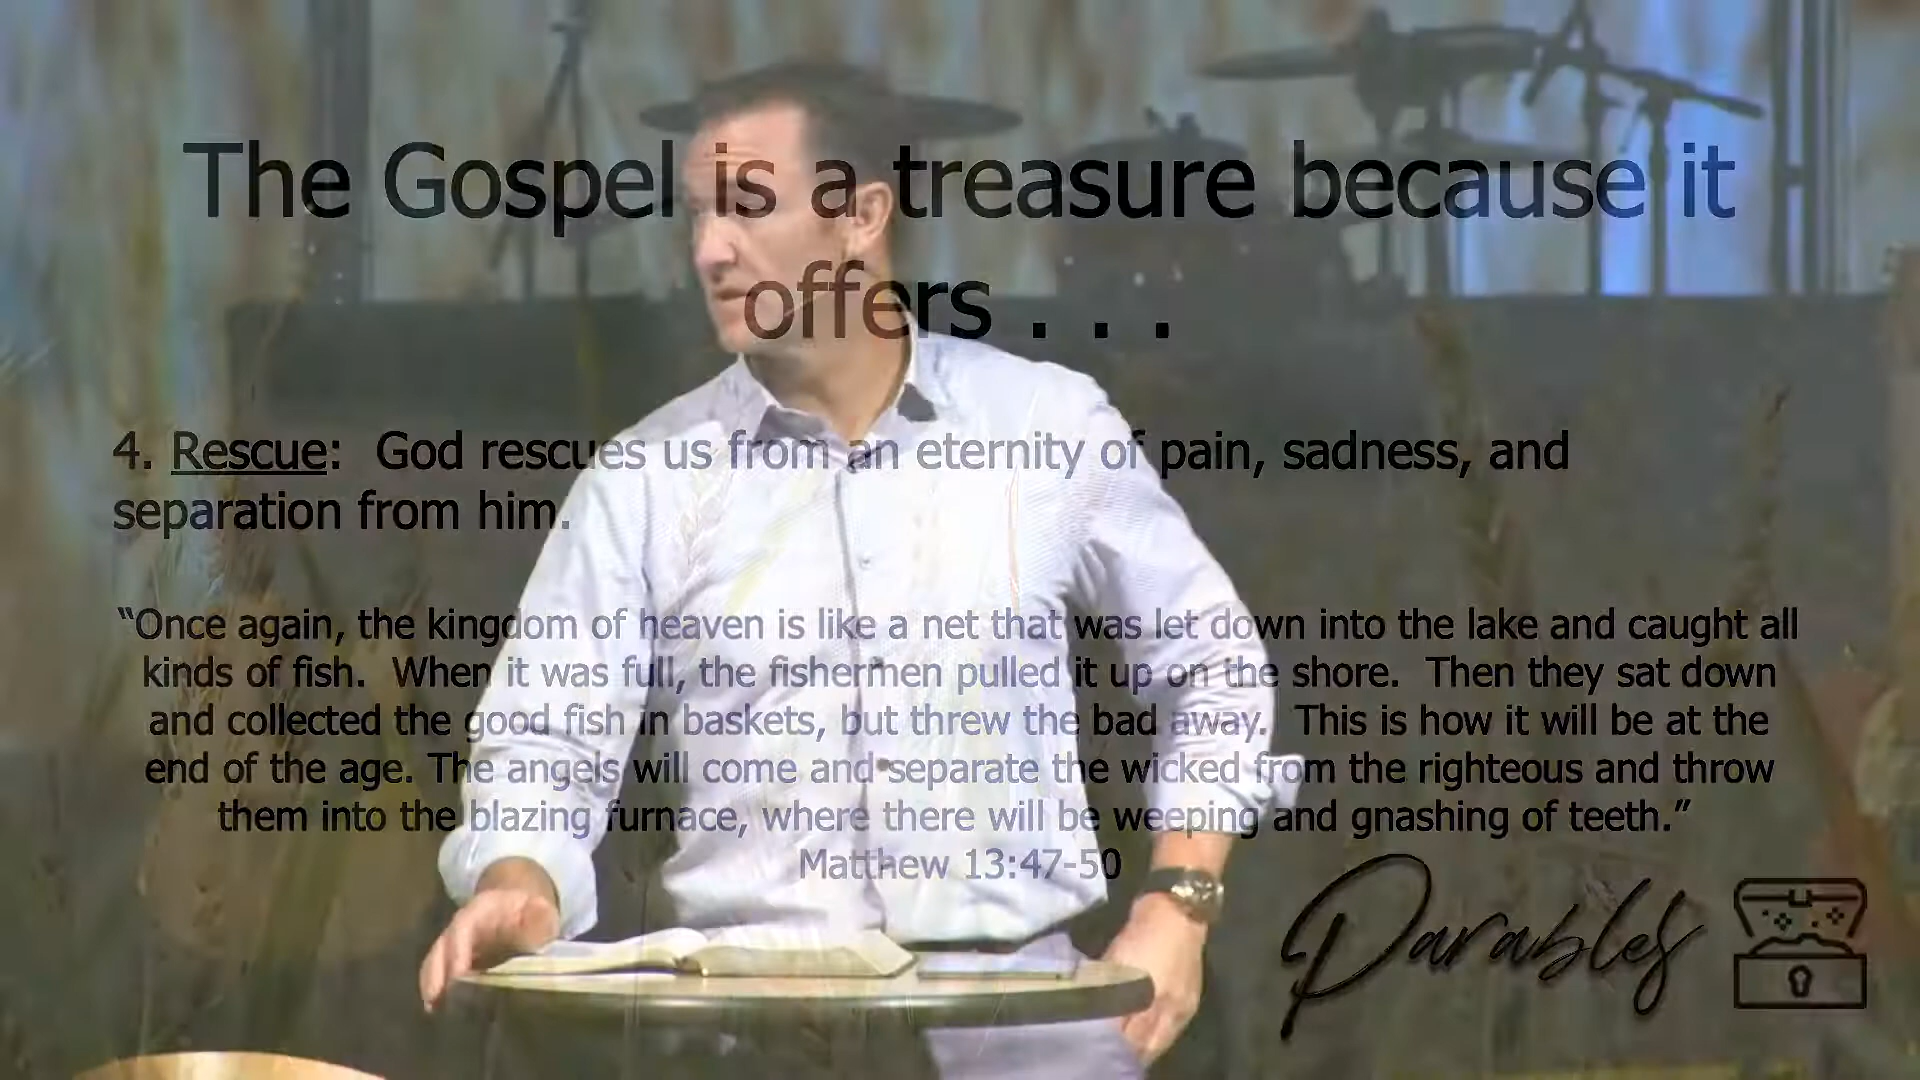 The Gospel is a treasure because it
offers . . .
4. Rescue:  God rescues us from an eternity of pain, sadness, and
separation from him.
“Once again, the kingdom of heaven is like a net that was let down into the lake and caught all
kinds of fish.  When it was full, the fishermen pulled it up on the shore.  Then they sat down
and collected the good fish in baskets, but threw the bad away.  This is how it will be at the
end of the age. The angels will come and separate the wicked from the righteous and throw
them into the blazing furnace, where there will be weeping and gnashing of teeth.”
Matthew 13:47-50
Parables